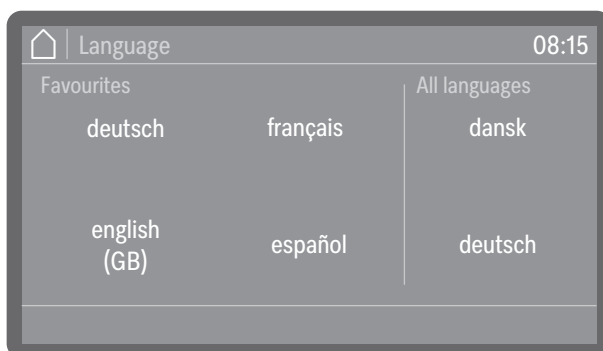 Language 08:15
Favourites All languages
deutsch français dansk
english
(GB) español deutsch